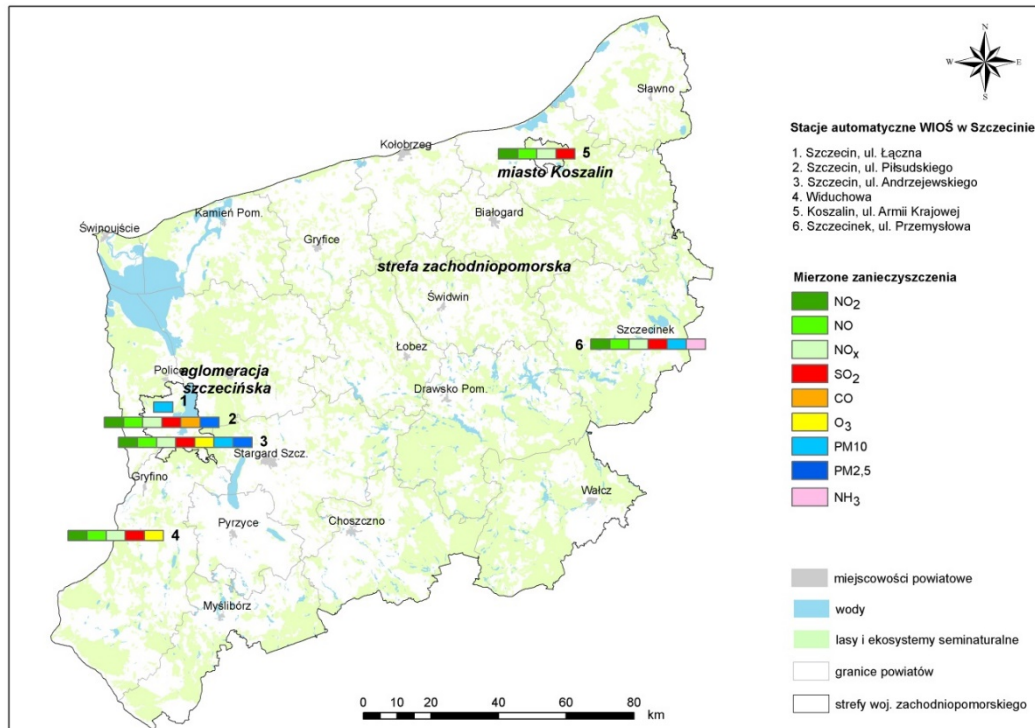 N
W
E
S
Sławno
Kołobrzeg
5
miasto Koszalin
Białogard
Kamień Pom.
Świnoujście
Gryfice
strefa zachodniopomorska
Świdwin
Szczecinek
6
Łobez
Police
aglomeracja
szczecińska
Drawsko Pom.
1
2
3
Stargard Szcz.
Gryfino
Wałcz
Pyrzyce
Choszczno
4
Myślibórz
0 10 20 40 60 80
km
Stacje automatyczne WIOŚ w Szczecinie
1. Szczecin, ul. Łączna
2. Szczecin, ul. Piłsudskiego
3. Szczecin, ul. Andrzejewskiego
4. Widuchowa
5. Koszalin, ul. Armii Krajowej
6. Szczecinek, ul. Przemysłowa
Mierzone zanieczyszczenia
NO2
NO
NOx
SO2
CO
O3
PM10
PM2,5
NH3
miejscowości powiatowe
wody
lasy i ekosystemy seminaturalne
granice powiatów
strefy woj. zachodniopomorskiego